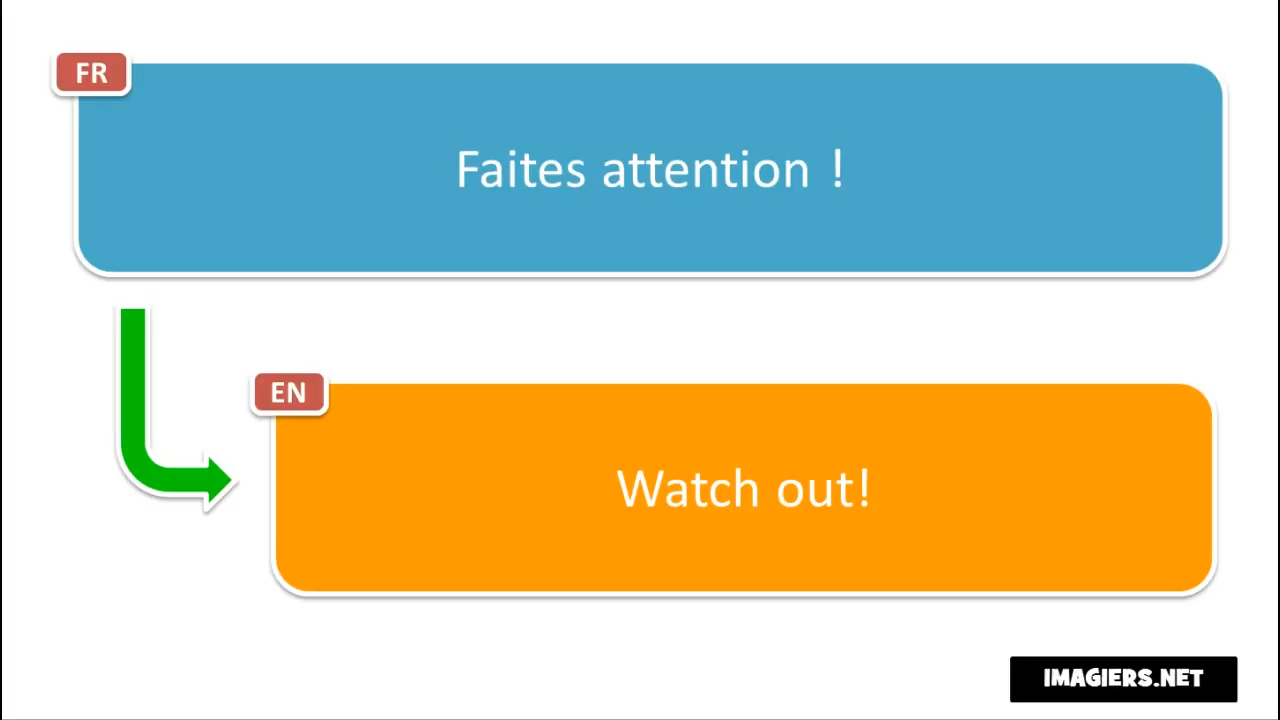 FR
Faites attention !
EN
Watch out!
IMAGIERS.NET